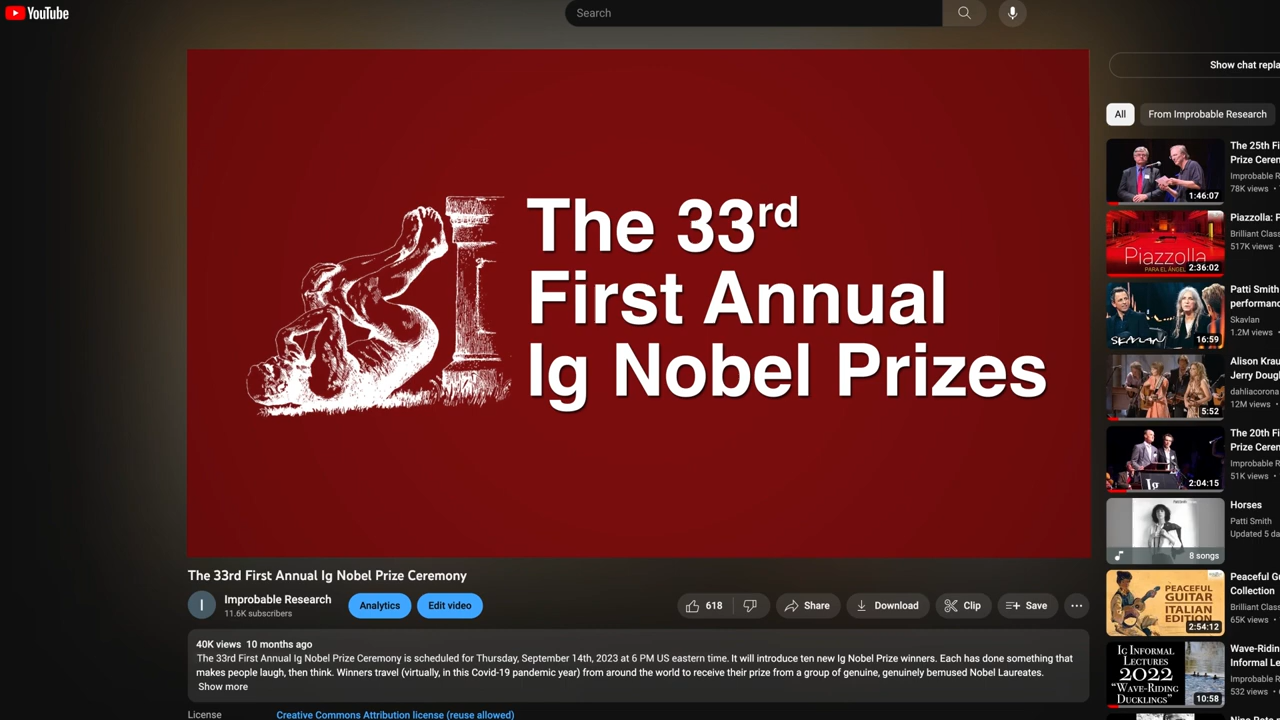 YouTube
Search
The 33rd
First Annual
Ig Nobel Prizes
The 33rd First Annual Ig Nobel Prize Ceremony
I
Improbable Research
11.6K subscribers
Analytics
Edit video
618
Share
Download
Clip
Save
40K views 10 months ago
The 33rd First Annual Ig Nobel Prize Ceremony is scheduled for Thursday, September 14th, 2023 at 6 PM US eastern time. It will introduce ten new Ig Nobel Prize winners. Each has done something that
makes people laugh, then think. Winners travel (virtually, in this Covid-19 pandemic year) from around the world to receive their prize from a group of genuine, genuinely bemused Nobel Laureates.
Show more
License
Creative Commons Attribution license (reuse allowed)
Show chat repla
All
From Improbable Research
1:46:07
The 25th Fi
Prize Ceren
Improbable R
78K views •
Piazzolla
PARA EL ÁNGEL
2:36:02
Piazzolla: F
Brilliant Class
517K views •
SKAVLAN
16:59
Patti Smith
performanc
Skavlan
1.2M views •
5:52
Alison Krau
Jerry Dougl
dahliacorona
12M views •
Ig
2:04:15
The 20th Fi
Prize Ceren
Improbable R
51K views •
8 songs
Horses
Patti Smith
Updated 5 da
PEACEFUL
GUITAR
ITALIAN
EDITION
2:54:12
Peaceful Gu
Collection
Brilliant Class
65K views •
IG INFORMAL
LECTURES
2022
"WAVE-RIDING
DUCKLINGS"
10:58
Wave-Ridin
Informal Le
Improbable R
532 views •